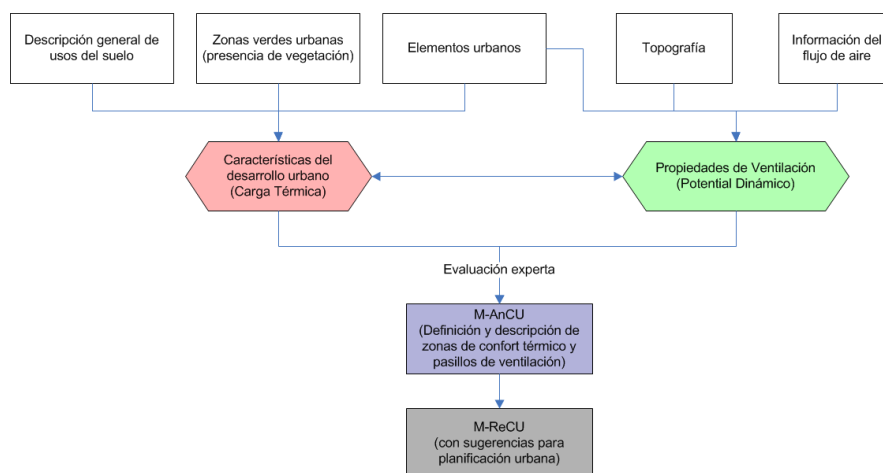 Descripción general de
usos del suelo
Zonas verdes urbanas
(presencia de vegetación)
Elementos urbanos
Topografía
Información del
flujo de aire
Características del
desarrollo urbano
(Carga Térmica)
Propiedades de Ventilación
(Potential Dinámico)
Evaluación experta
M-AnCU
(Definición y descripción de
zonas de confort térmico y
pasillos de ventilación)
M-ReCU
(con sugerencias para
planificación urbana)